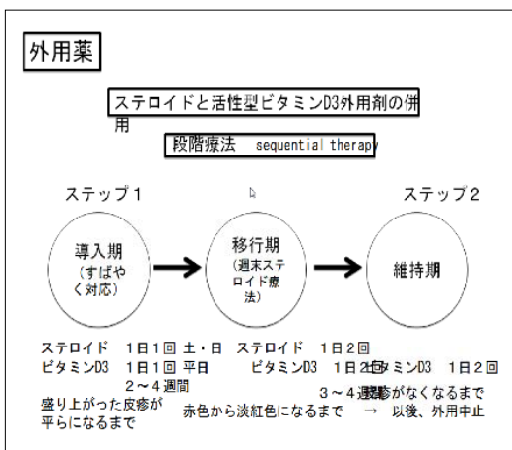 外用薬
ステロイドと活性型ビタミンD3外用剤の併
用
段階療法 sequential therapy
ステップ1
ステップ2
導入期
(すばや
く対応)
移行期
(週末ステ
ロイド療
法)
維持期
ステロイド 1日1回
ビタミンD3 1日1回
2~4週間
盛り上がった皮疹が
平らになるまで
土・日 ステロイド 1日2回
平日 ビタミンD3 1日2回
3~4週間
赤色から淡紅色になるまで
ビタミンD3 1日2回
皮疹がなくなるまで
→ 以後、外用中止